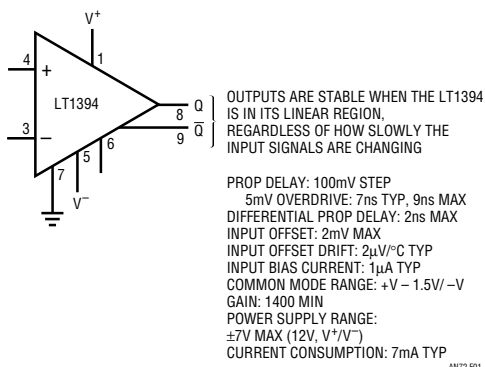 V+
4
+
1
LT1394
Q
8
3
–
Q̅
9
5
6
7
V–
OUTPUTS ARE STABLE WHEN THE LT1394
IS IN ITS LINEAR REGION,
REGARDLESS OF HOW SLOWLY THE
INPUT SIGNALS ARE CHANGING
PROP DELAY: 100mV STEP
5mV OVERDRIVE: 7ns TYP, 9ns MAX
DIFFERENTIAL PROP DELAY: 2ns MAX
INPUT OFFSET: 2mV MAX
INPUT OFFSET DRIFT: 2µV/°C TYP
INPUT BIAS CURRENT: 1µA TYP
COMMON MODE RANGE: +V – 1.5V/ –V
GAIN: 1400 MIN
POWER SUPPLY RANGE:
±7V MAX (12V, V+/V–)
CURRENT CONSUMPTION: 7mA TYP
AN72 F01